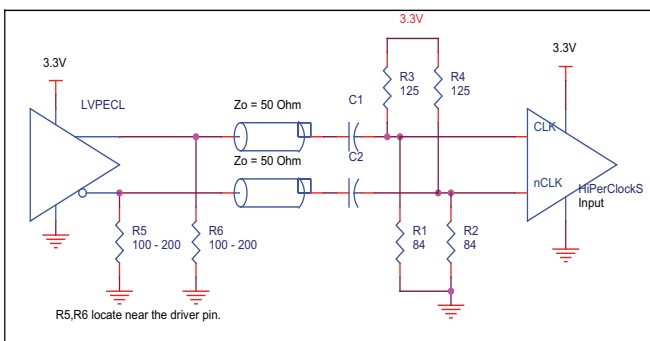 3.3V
3.3V
3.3V
LVPECL
R3
125
R4
125
Zo = 50 Ohm
C1
CLK
Zo = 50 Ohm
C2
nCLK
HiPerClockS
Input
R5
100 - 200
R6
100 - 200
R1
84
R2
84
R5,R6 locate near the driver pin.